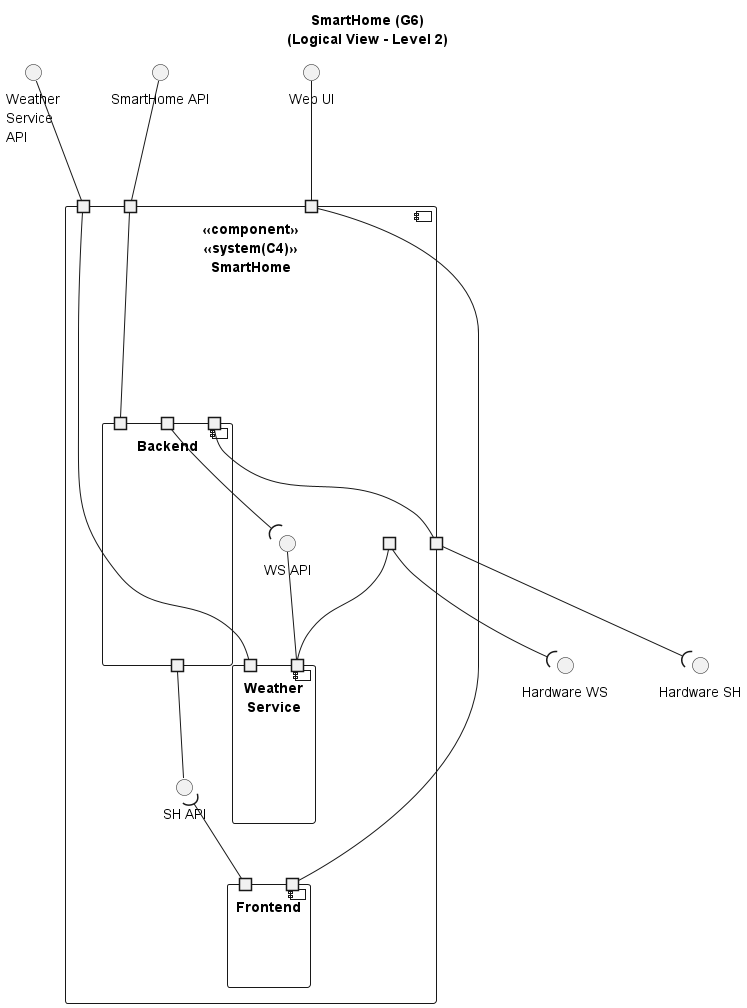 SmartHome (G6)
(Logical View - Level 2)
Weather
Service
API
SmartHome API
Web UI
‹‹component››
‹‹system(C4)››
SmartHome
Backend
WS API
Weather
Service
Hardware WS
Hardware SH
SH API
Frontend